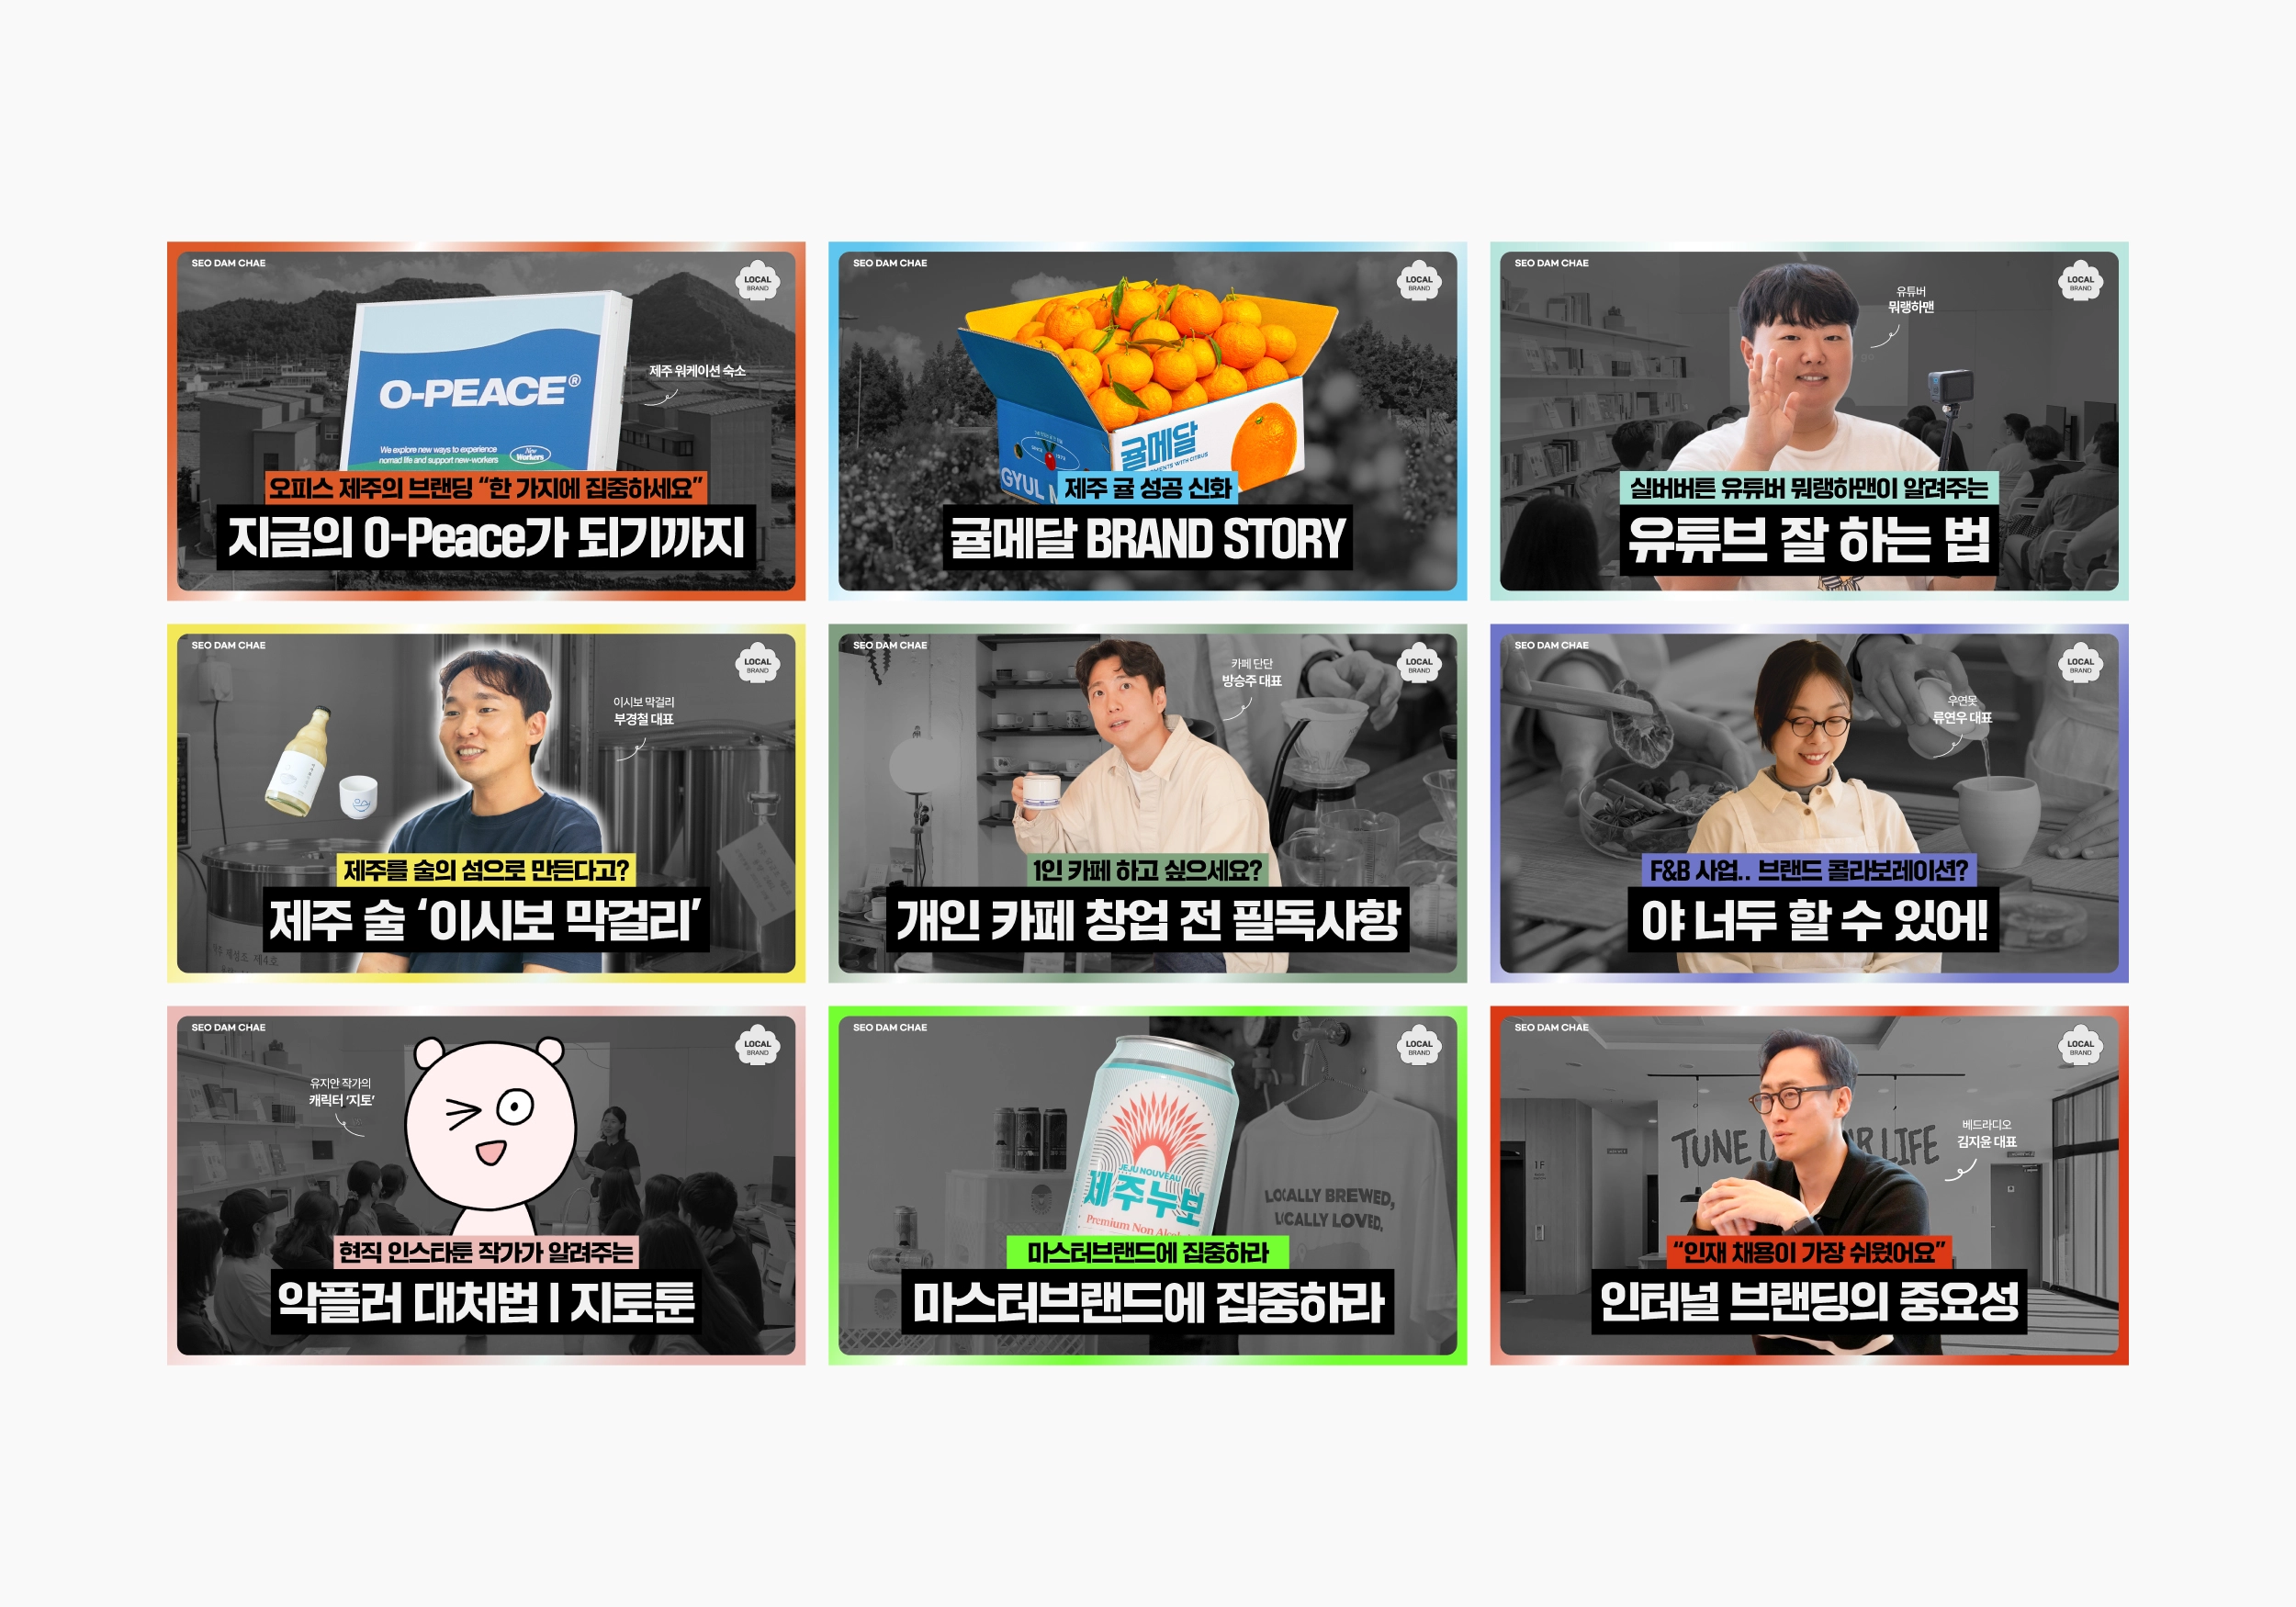 SEO DAM CHAE
LOCAL
BRAND
O-PEACE®
We explore new ways to experience
nomad life and support new-workers
New
Workers
제주 워케이션 숙소
오피스 제주의 브랜딩 “한 가지에 집중하세요”
지금의 O-Peace가 되기까지
SEO DAM CHAE
LOCAL
BRAND
귤메달
WITH CITRUS
GYUL
제주 귤 성공 신화
귤메달 BRAND STORY
SEO DAM CHAE
LOCAL
BRAND
유튜버
뭐랭하맨
실버버튼 유튜버 뭐랭하맨이 알려주는
유튜브 잘 하는 법
SEO DAM CHAE
LOCAL
BRAND
이시보 막걸리
부경철 대표
제주를 술의 섬으로 만든다고?
제주 술 ‘이시보 막걸리’
제4호
SEO DAM CHAE
LOCAL
BRAND
카페 단단
방승주 대표
1인 카페 하고 싶으세요?
개인 카페 창업 전 필독사항
SEO DAM CHAE
LOCAL
BRAND
우연못
류연우 대표
F&B 사업.. 브랜드 콜라보레이션?
야 너두 할 수 있어!
SEO DAM CHAE
LOCAL
BRAND
유지안 작가의
캐릭터 ‘지토’
현직 인스타툰 작가가 알려주는
악플러 대처법 | 지토툰
SEO DAM CHAE
LOCAL
BRAND
JEJU NOUVEAU
제주누보
Premium Non
LOCALLY BREWED,
LOCALLY LOVED,
마스터브랜드에 집중하라
마스터브랜드에 집중하라
SEO DAM CHAE
LOCAL
BRAND
TUNE LIFE
1F
베드라디오
김지윤 대표
“인재 채용이 가장 쉬웠어요”
인터널 브랜딩의 중요성